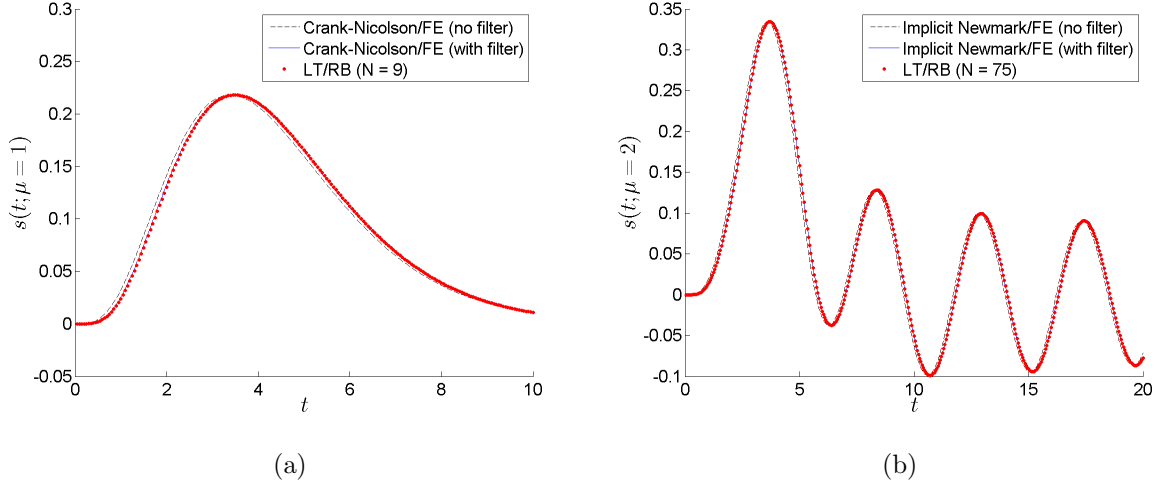 0.3
0.25
0.2
0.15
0.1
0.05
0
-0.05
s(t; μ = 1)
0 2 4 6 8 10
t
Crank-Nicolson/FE (no filter)
Crank-Nicolson/FE (with filter)
LT/RB (N = 9)
(a)
0.35
0.3
0.25
0.2
0.15
0.1
0.05
0
-0.05
-0.1
s(t; μ = 2)
0 5 10 15 20
t
Implicit Newmark/FE (no filter)
Implicit Newmark/FE (with filter)
LT/RB (N = 75)
(b)